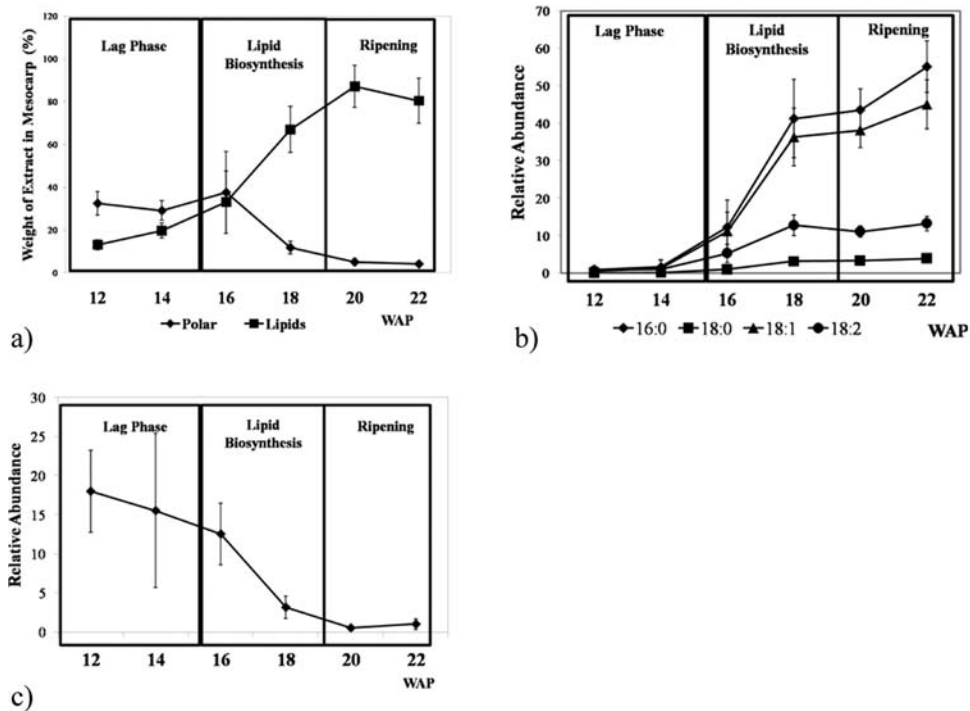 120
100
80
60
40
20
0
Weight of Extract in Mesocarp (%)
Lag Phase
Lipid
Biosynthesis
Ripening
12 14 16 18 20 22
WAP
Polar Lipids
a)
70
60
50
40
30
20
10
0
Relative Abundance
Lag Phase
Lipid
Biosynthesis
Ripening
12 14 16 18 20 22
16:0 18:0 18:1 18:2
WAP
b)
30
25
20
15
10
5
0
Relative Abundance
Lag Phase
Lipid
Biosynthesis
Ripening
12 14 16 18 20 22
WAP
c)